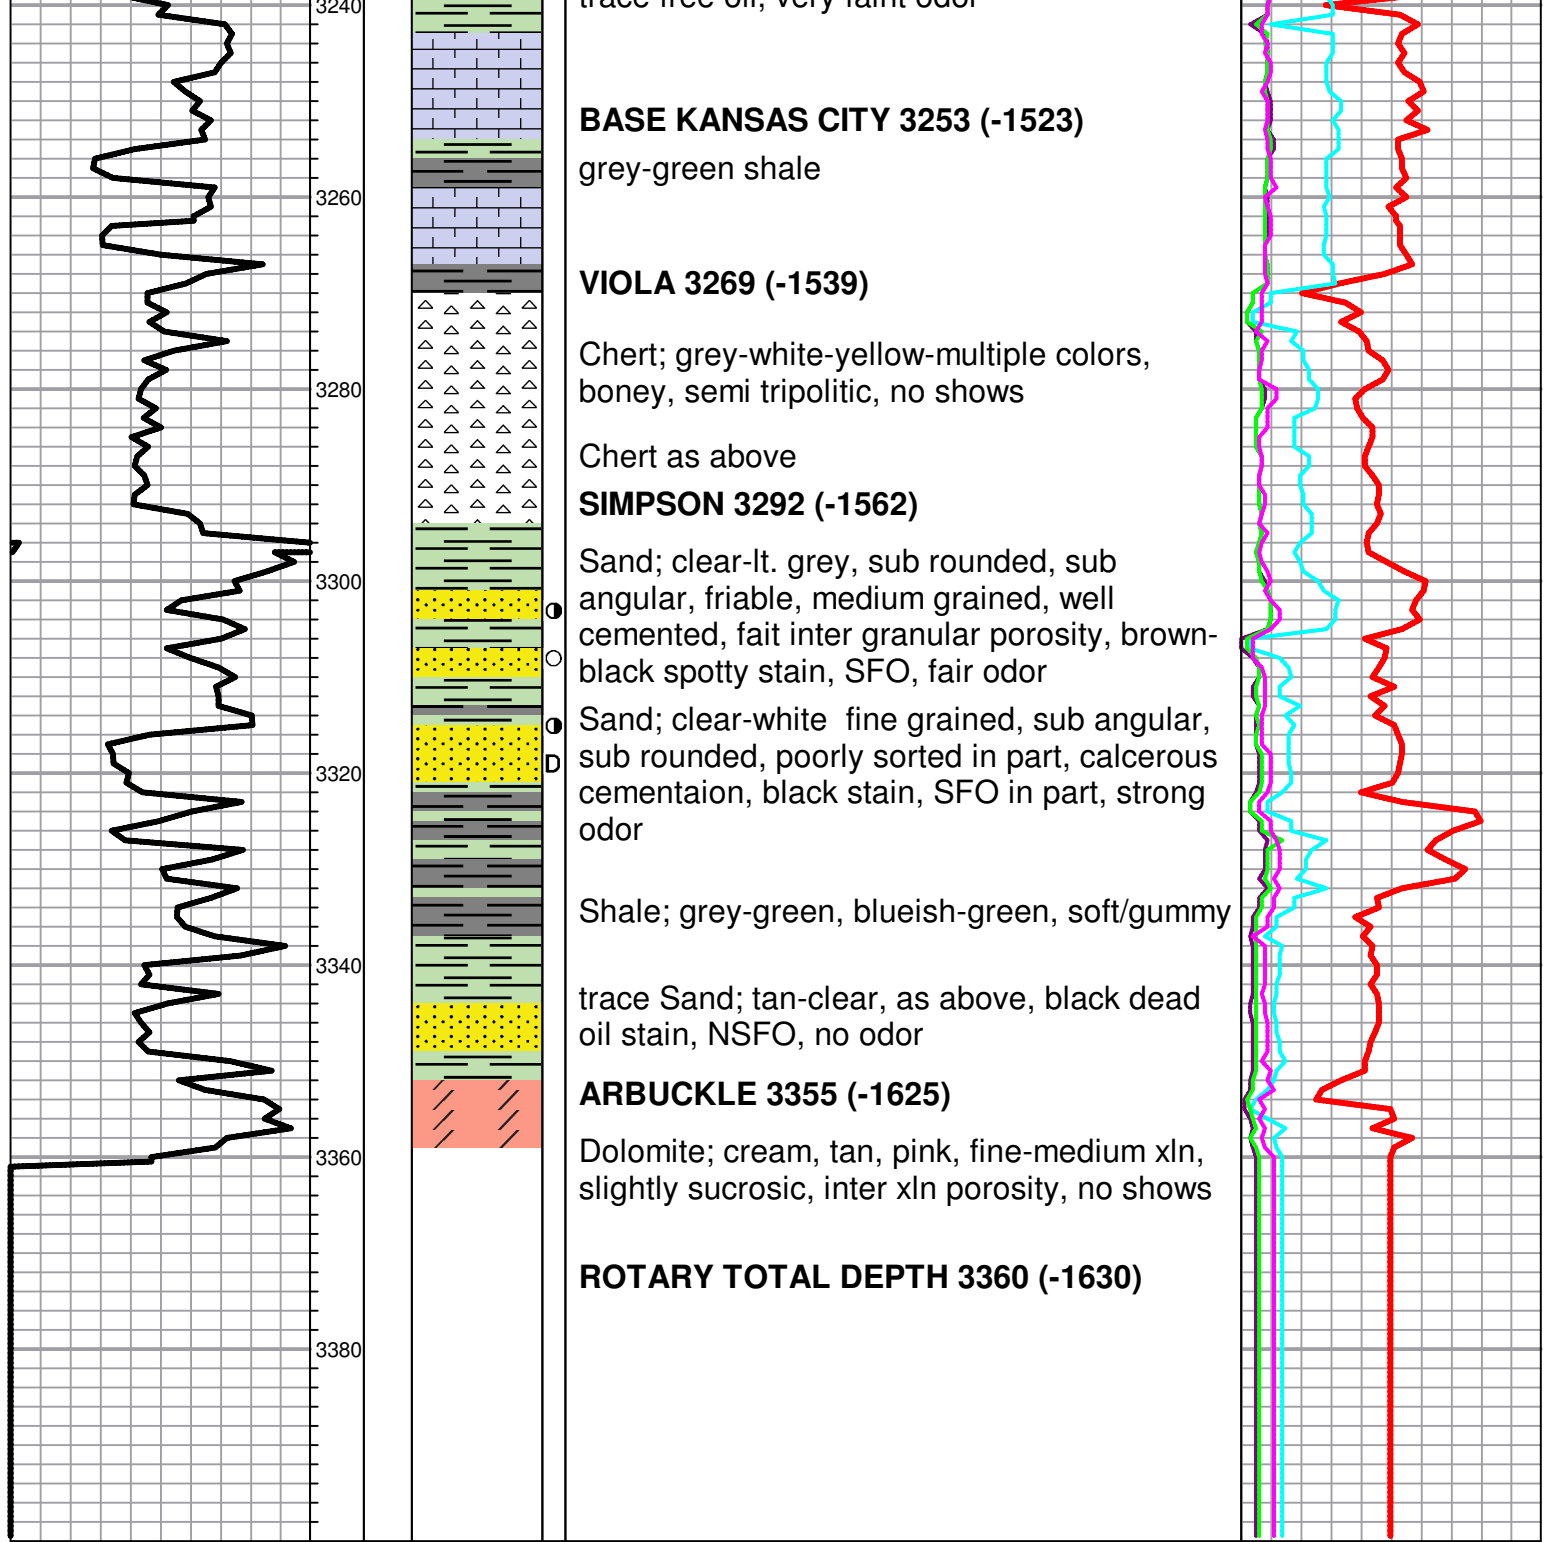 3240
trace free oil, very faint odor
BASE KANSAS CITY 3253 (-1523)
grey-green shale
3260
VIOLA 3269 (-1539)
Chert; grey-white-yellow-multiple colors,
boney, semi tripolitic, no shows
3280
Chert as above
SIMPSON 3292 (-1562)
Sand; clear-lt. grey, sub rounded, sub
3300
angular, friable, medium grained, well
cemented, fait inter granular porosity, brown-
black spotty stain, SFO, fair odor
Sand; clear-white  fine grained, sub angular,
sub rounded, poorly sorted in part, calcerous
D
3320
cementaion, black stain, SFO in part, strong
odor
Shale; grey-green, blueish-green, soft/gummy
3340
trace Sand; tan-clear, as above, black dead
oil stain, NSFO, no odor
ARBUCKLE 3355 (-1625)
Dolomite; cream, tan, pink, fine-medium xln,
3360
slightly sucrosic, inter xln porosity, no shows
ROTARY TOTAL DEPTH 3360 (-1630)
3380